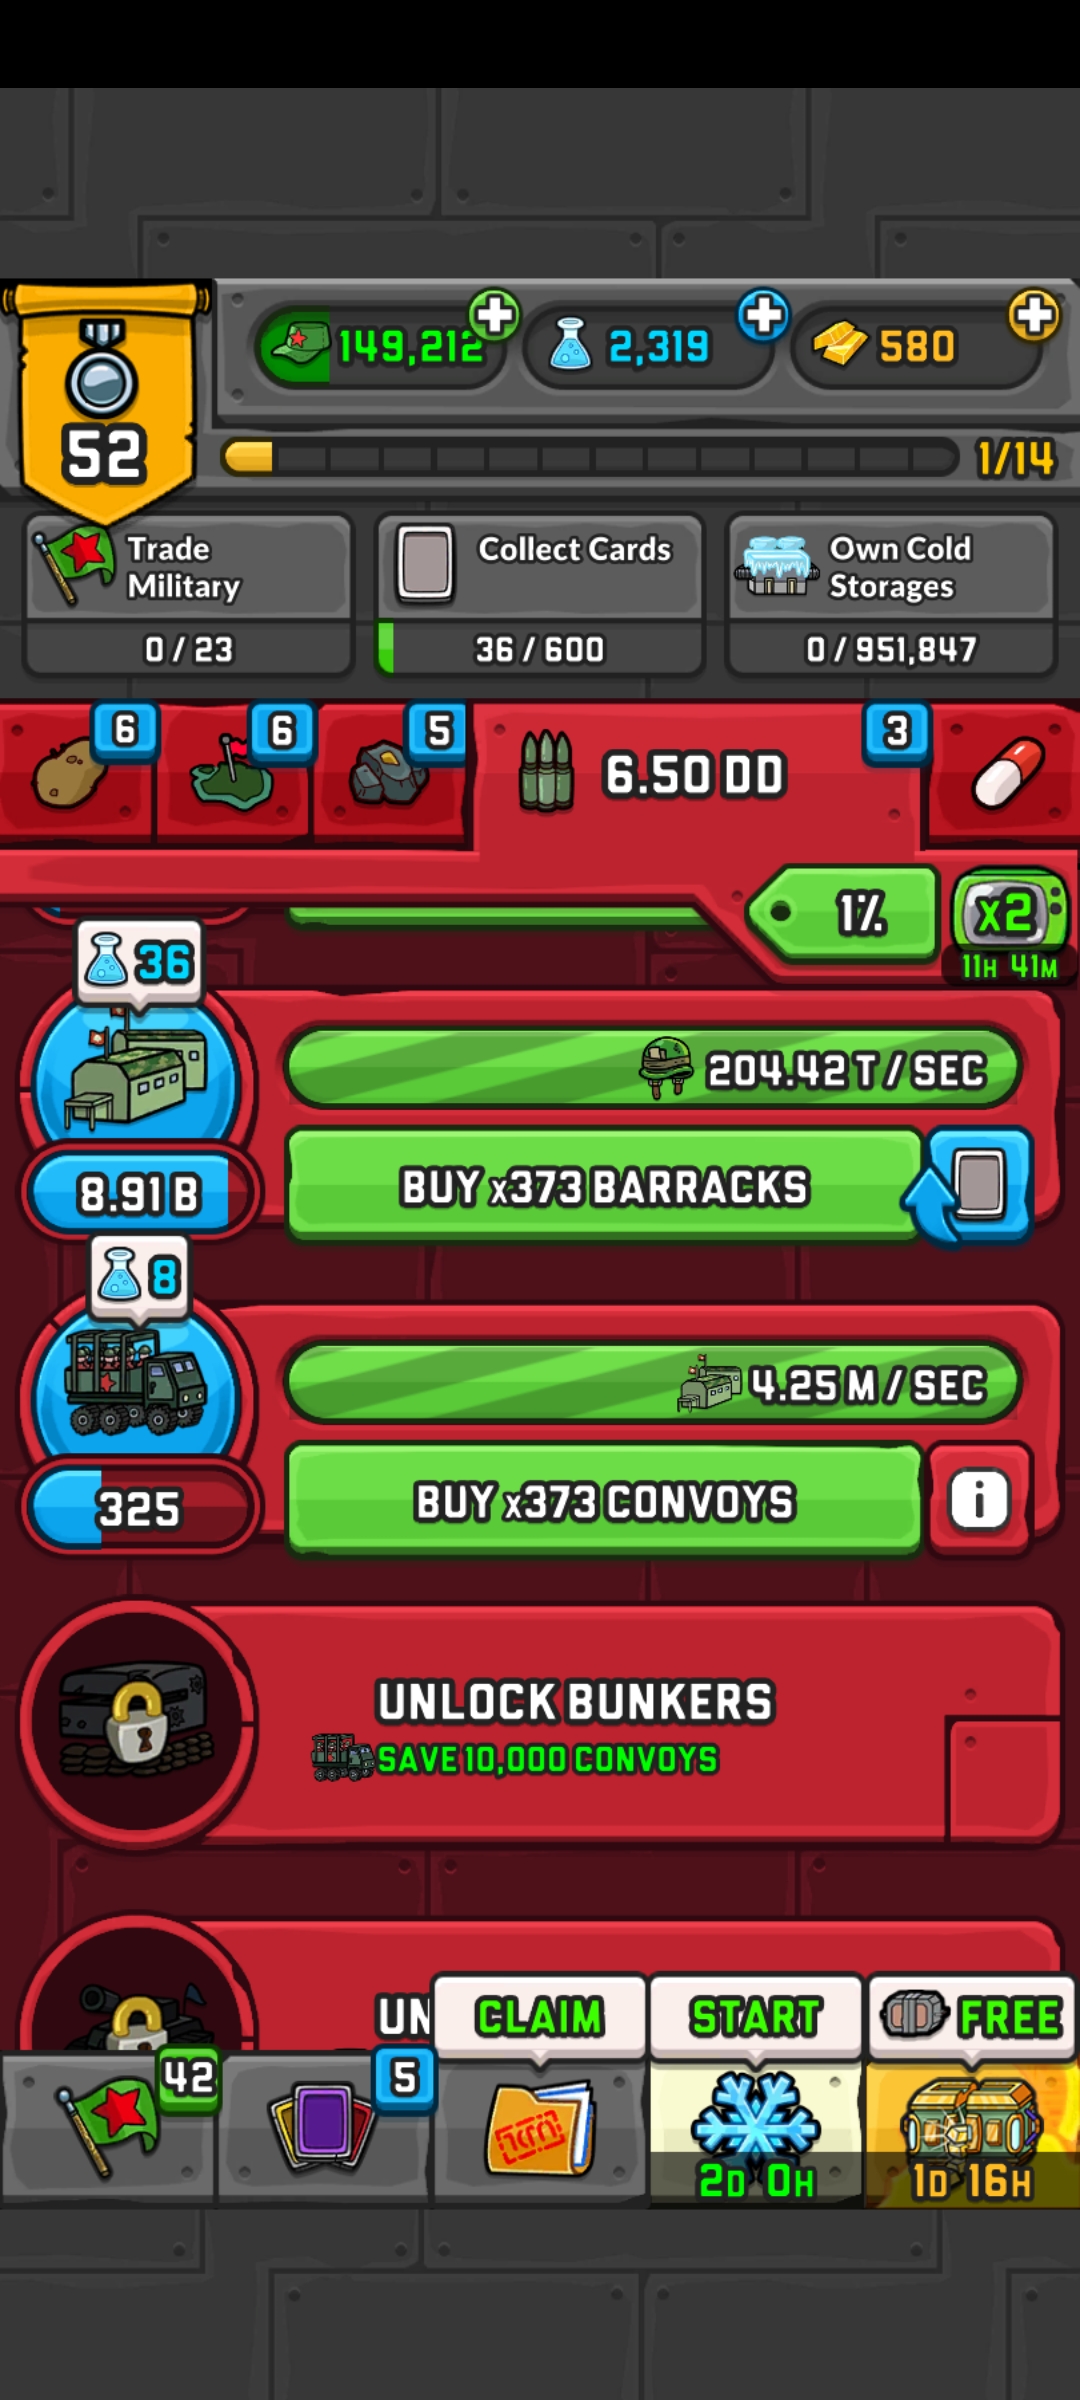 149,212
2,319
580
52
1/14
Trade
Military
0 / 23
Collect Cards
36 / 600
Own Cold
Storages
0 / 951,847
6
6
5
6.50 DD
3
1%
x2
11H 41M
36
204.42 T / SEC
8.91 B
BUY x373 BARRACKS
8
4.25 M / SEC
325
BUY x373 CONVOYS
i
UNLOCK BUNKERS
SAVE 10,000 CONVOYS
UN
CLAIM
START
FREE
42
5
2D 0H
1D 16H